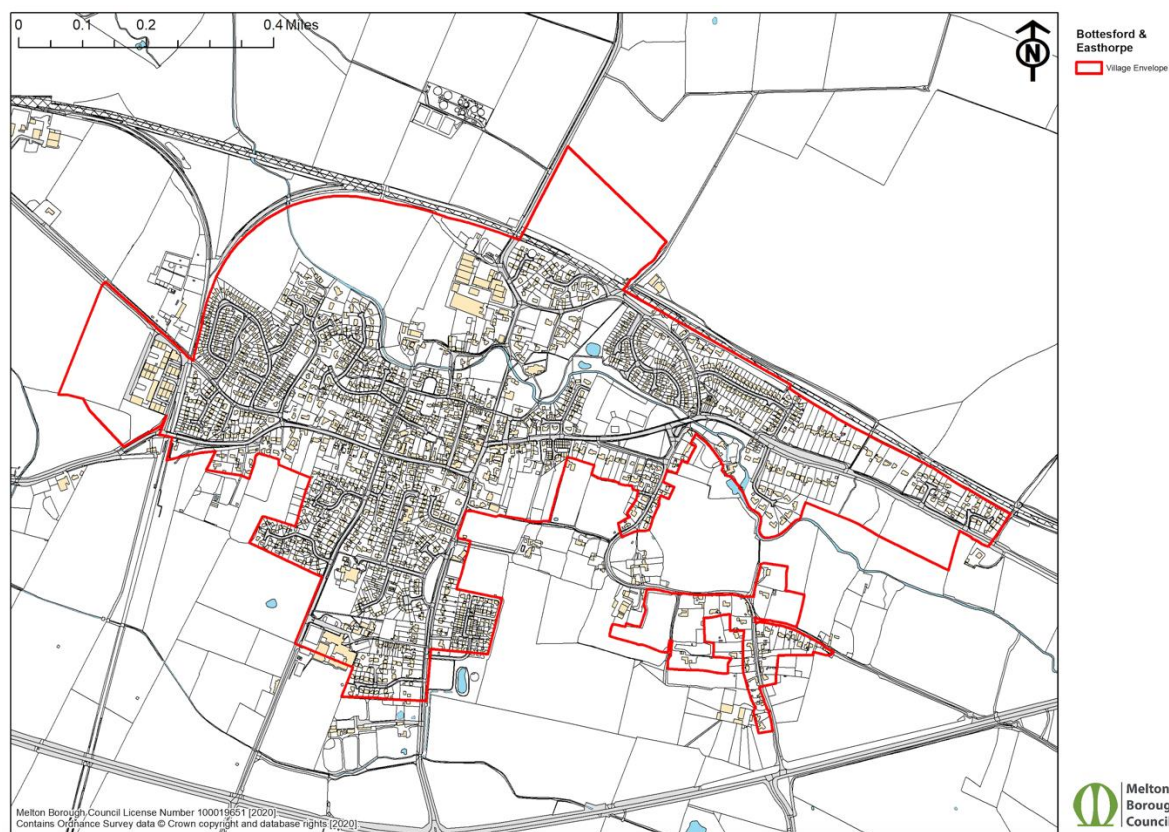 0 0.1 0.2 0.4 Miles
N
Bottesford &
Easthorpe
Village Envelope
Melton Borough Council License Number 100019651 [2020]
Contains Ordnance Survey data © Crown copyright and database rights [2020]
Melton
Boroug
Council